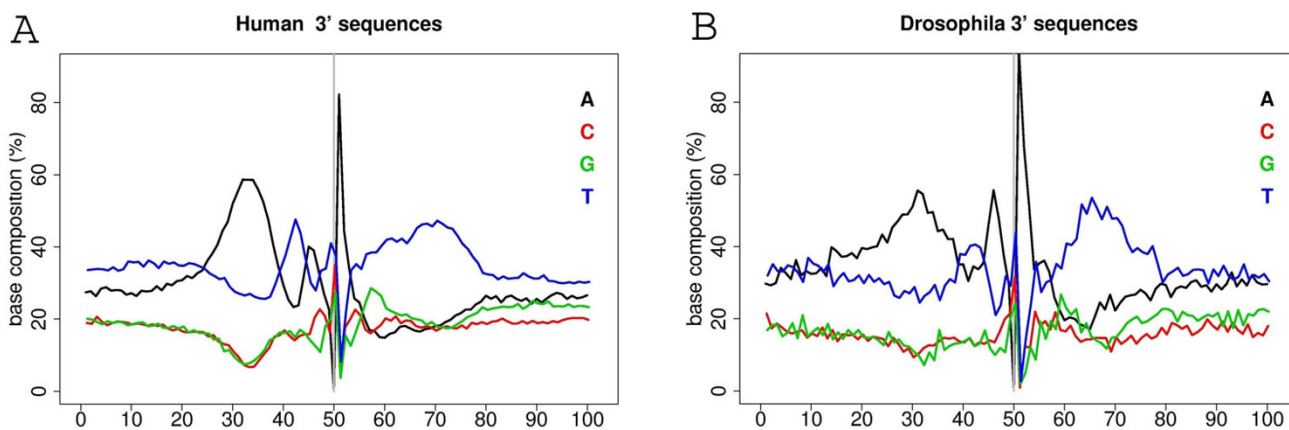 A
Human 3’ sequences
base composition (%)
80
60
40
20
0
A
C
G
T
0 10 20 30 40 50 60 70 80 90 100
B
Drosophila 3’ sequences
base composition (%)
80
60
40
20
0
A
C
G
T
0 10 20 30 40 50 60 70 80 90 100